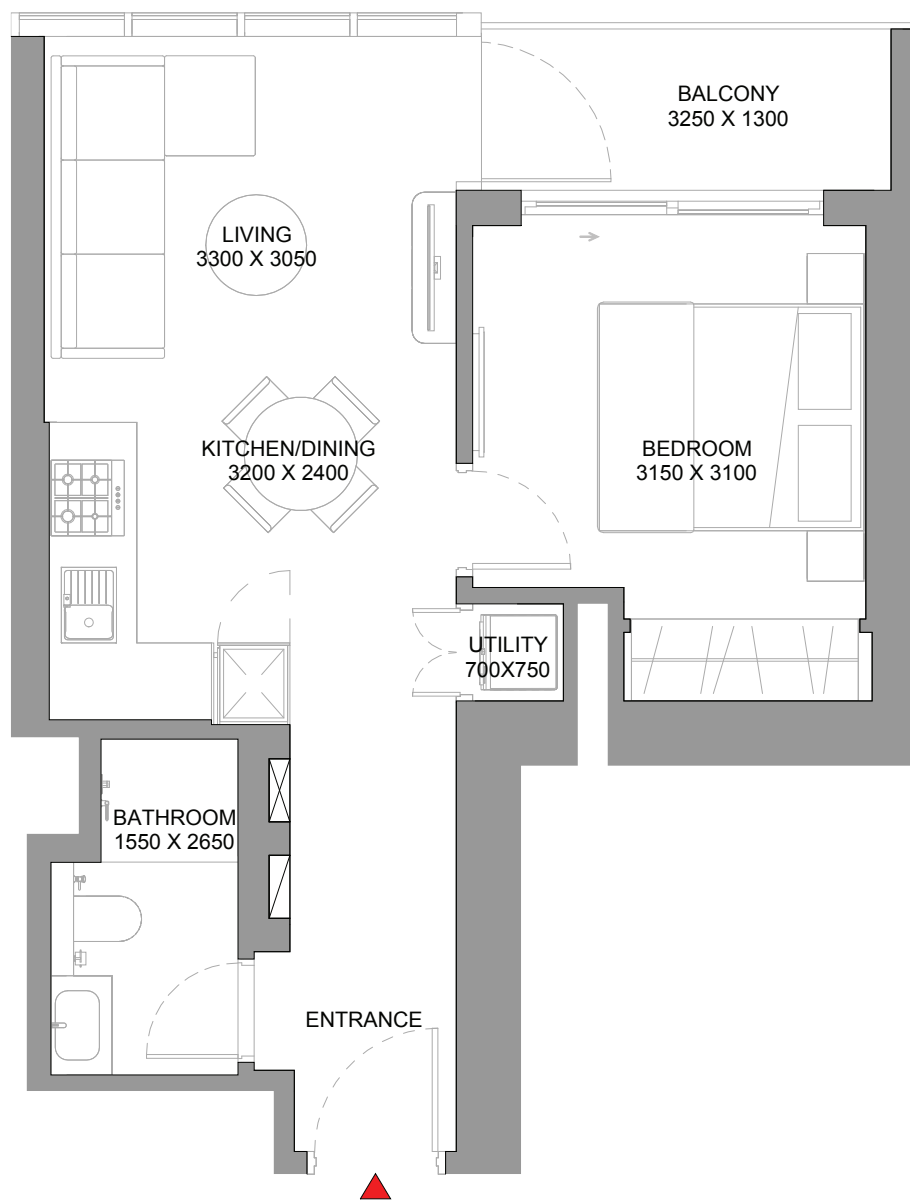 BALCONY
3250 X 1300
LIVING
3300 X 3050
KITCHEN/DINING
3200 X 2400
BEDROOM
3150 X 3100
UTILITY
700X750
BATHROOM
1550 X 2650
ENTRANCE